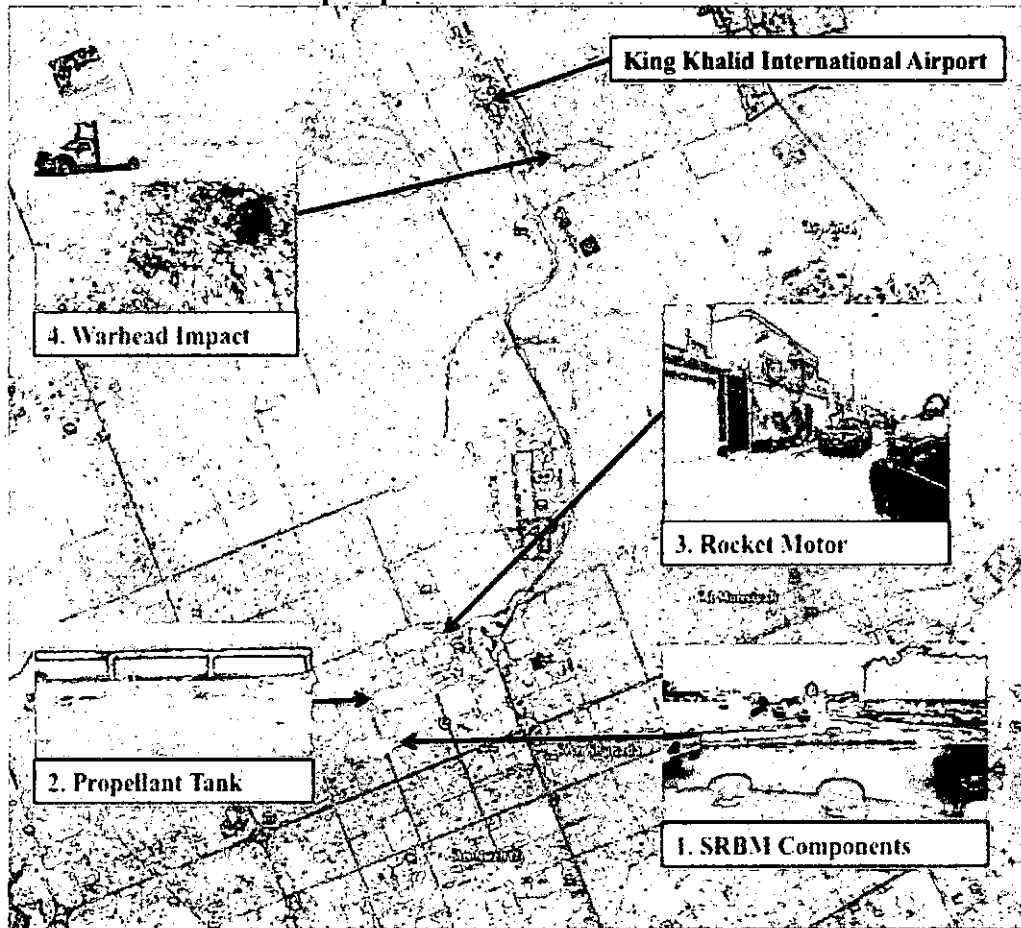 King Khalid International Airport
4. Warhead Impact
3. Rocket Motor
2. Propellant Tank
1. SRBM Components